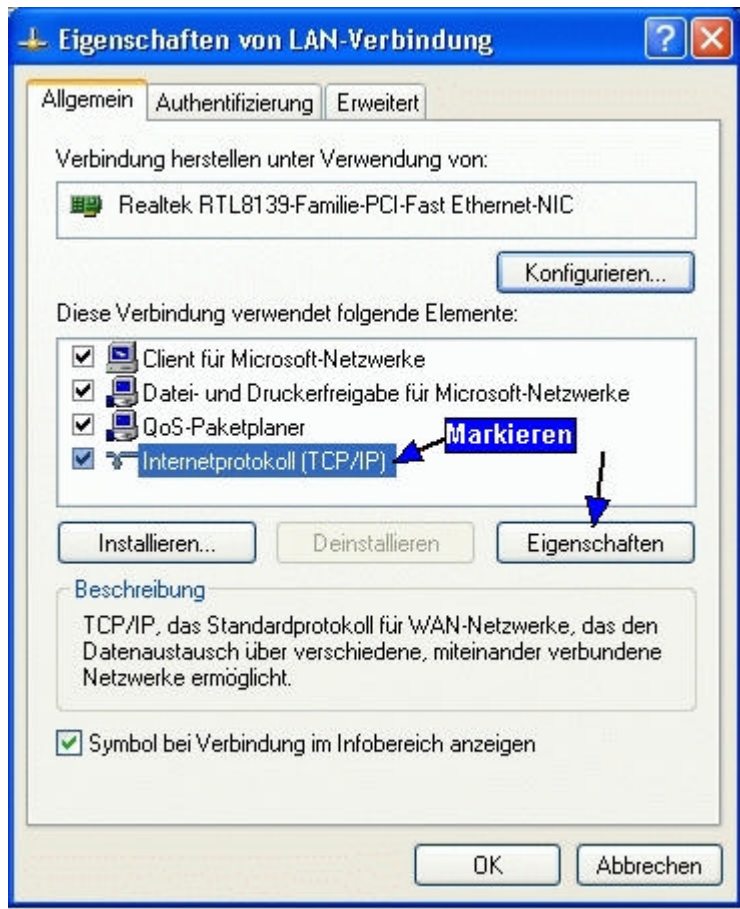 Eigenschaften von LAN-Verbindung
Allgemein Authentifizierung Erweitert
Verbindung herstellen unter Verwendung von:
Realtek RTL8139-Familie-PCI-Fast Ethernet-NIC
Konfigurieren...
Diese Verbindung verwendet folgende Elemente:
Client für Microsoft-Netzwerke
Datei- und Druckerfreigabe für Microsoft-Netzwerke
QoS-Paketplaner
Markieren
Internetprotokoll (TCP/IP)
Installieren... Deinstallieren Eigenschaften
Beschreibung
TCP/IP, das Standardprotokoll für WAN-Netzwerke, das den
Datenaustausch über verschiedene, miteinander verbundene
Netzwerke ermöglicht.
Symbol bei Verbindung im Infobereich anzeigen
OK Abbrechen